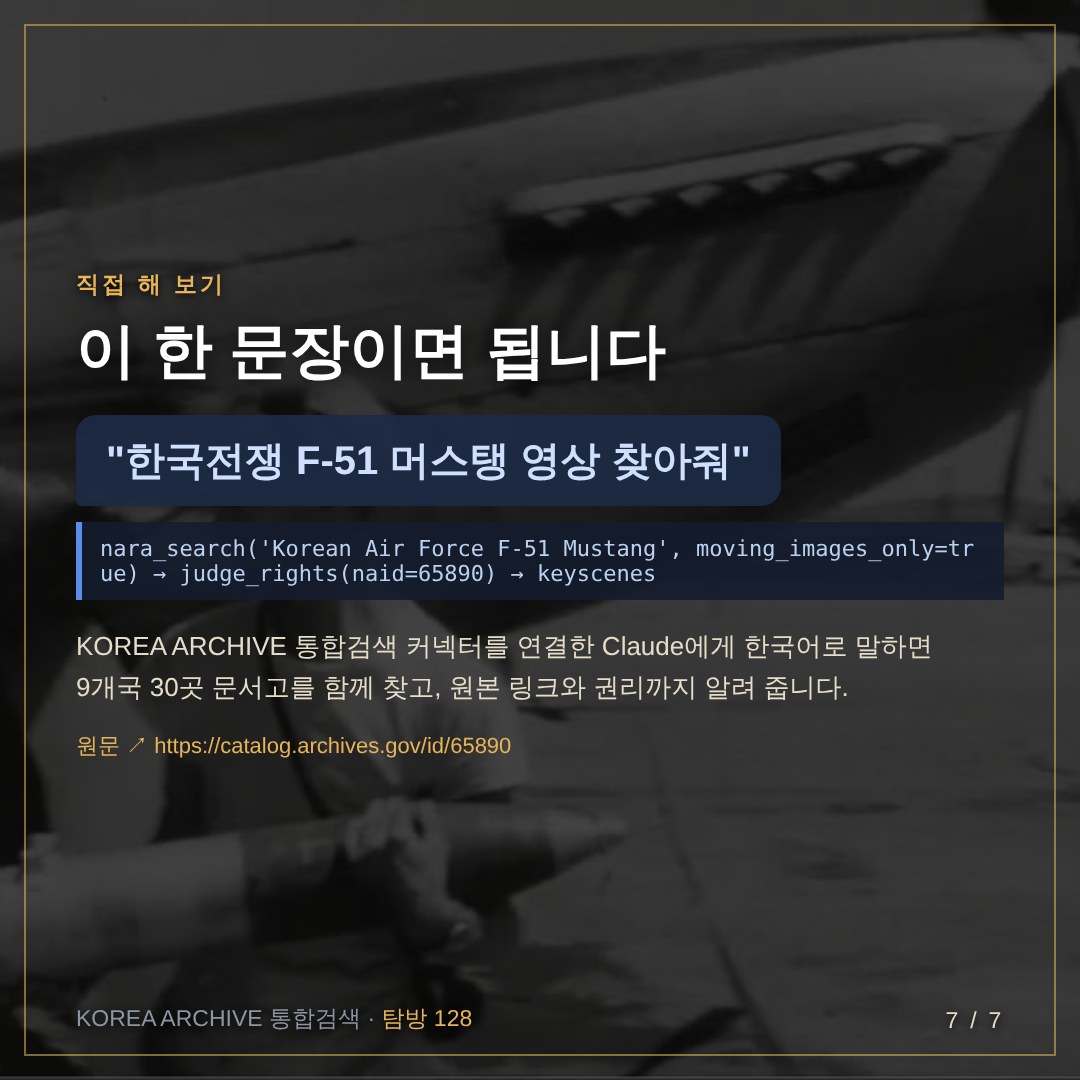 직접 해 보기
이 한 문장이면 됩니다
"한국전쟁 F-51 머스탱 영상 찾아줘"
nara_search('Korean Air Force F-51 Mustang', moving_images_only=tr
ue) → judge_rights(naid=65890) → keyscenes
KOREA ARCHIVE 통합검색 커넥터를 연결한 Claude에게 한국어로 말하면
9개국 30곳 문서고를 함께 찾고, 원본 링크와 권리까지 알려 줍니다.
원문 ↗ https://catalog.archives.gov/id/65890
KOREA ARCHIVE 통합검색 · 탐방 128
7 / 7